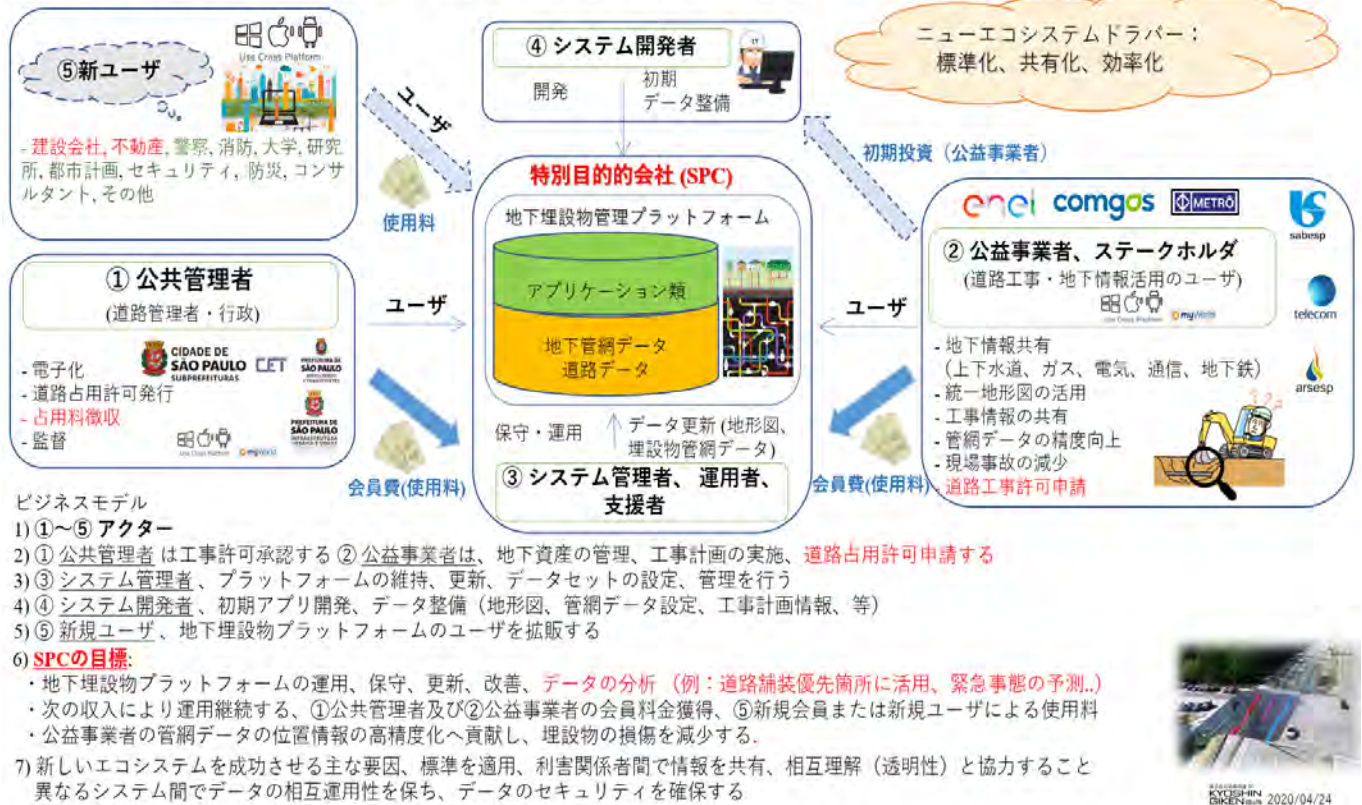 ⑤新ユーザ
Use Cross Platform
- 建設会社, 不動産, 警察, 消防, 大学, 研究
所, 都市計画, セキュリティ, 防災, コンサ
ルタント, その他
ユーザ
使用料
④ システム開発者
開発
初期
データ整備
ニューエコシステムドラバー：
標準化、共有化、効率化
初期投資（公益事業者）
① 公共管理者
(道路管理者・行政)
- 電子化
- 道路占用許可発行
- 占用料徴収
- 監督
CIDADE DE
SÃO PAULO
SUBPREFEITURAS
CET
PREFEITURA DE
SÃO PAULO
PREFEITURA DE
SÃO PAULO
Use Cross Platform
myWorld
ユーザ
会員費(使用料)
特別目的的会社 (SPC)
地下埋設物管理プラットフォーム
アプリケーション類
地下管網データ
道路データ
保守・運用
データ更新 (地形図、
埋設物管網データ)
③ システム管理者、 運用者、
支援者
ユーザ
会員費(使用料)
enel
comgas
METRÔ
sabesp
② 公益事業者、ステークホルダ
(道路工事・地下情報活用のユーザ)
Use Cross Platform
myWorld
telecom
arsesp
- 地下情報共有
(上下水道、ガス、電気、通信、地下鉄)
- 統一地形図の活用
- 工事情報の共有
- 管網データの精度向上
- 現場事故の減少
- 道路工事許可申請
ビジネスモデル
1) ①～⑤ アクター
2) ① 公共管理者 は工事許可承認する ② 公益事業者は、地下資産の管理、工事計画の実施、道路占用許可申請する
3) ③ システム管理者 、プラットフォームの維持、更新、データセットの設定、管理を行う
4) ④ システム開発者 、初期アプリ開発、データ整備（地形図、管網データ設定、工事計画情報、等）
5) ⑤ 新規ユーザ 、地下埋設物プラットフォームのユーザを拡販する
6) SPCの目標:
・地下埋設物プラットフォームの運用、保守、更新、改善、データの分析 （例：道路舗装優先箇所に活用、緊急事態の予測..）
・次の収入により運用継続する、①公共管理者及び②公益事業者の会員料金獲得、⑤新規会員または新規ユーザによる使用料
・公益事業者の管網データの位置情報の高精度化へ貢献し、埋設物の損傷を減少する.
7) 新しいエコシステムを成功させる主な要因、標準を適用、利害関係者間で情報を共有、相互理解（透明性）と協力すること
異なるシステム間でデータの相互運用性を保ち、データのセキュリティを確保する
KYOSHIN
2020/04/24